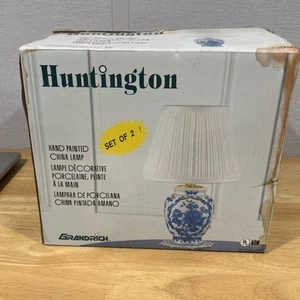 Huntington
SET OF 2 !
HAND PAINTED
CHINA LAMP
LAMPE DÉCORATIVE
PORCELAINE, PEINTE
À LA MAIN
LAMPARA DE PORCELANA
CHINA PINTADA AMANO
GRANDRICH